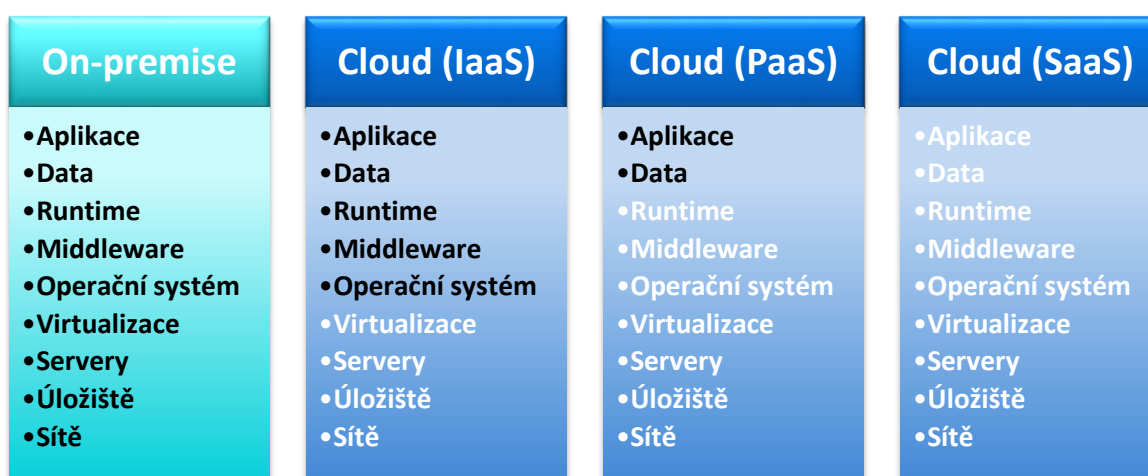 On-premise
•Aplikace
•Data
•Runtime
•Middleware
•Operační systém
•Virtualizace
•Servery
•Úložiště
•Sítě
Cloud (IaaS)
•Aplikace
•Data
•Runtime
•Middleware
•Operační systém
•Virtualizace
•Servery
•Úložiště
•Sítě
Cloud (PaaS)
•Aplikace
•Data
•Runtime
•Middleware
•Operační systém
•Virtualizace
•Servery
•Úložiště
•Sítě
Cloud (SaaS)
•Aplikace
•Data
•Runtime
•Middleware
•Operační systém
•Virtualizace
•Servery
•Úložiště
•Sítě